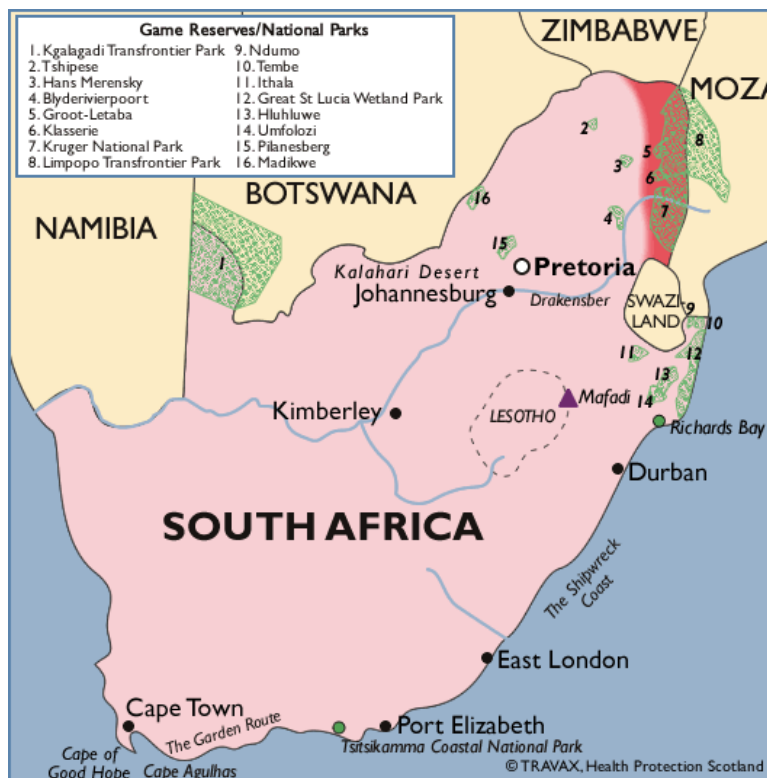 Game Reserves/National Parks
1. Kgalagadi Transfrontier Park
2. Tshipese
3. Hans Merensky
4. Blyderivierpoort
5. Groot-Letaba
6. Klasserie
7. Kruger National Park
8. Limpopo Transfrontier Park
9. Ndumo
10. Tembe
11. Ithala
12. Great St Lucia Wetland Park
13. Hluhluwe
14. Umfolozi
15. Pilanesberg
16. Madikwe
ZIMBABWE
MOZA
BOTSWANA
NAMIBIA
2
3
5
6
8
7
4
16
15
1
Kalahari Desert
Pretoria
Johannesburg
Drakensber
SWAZI-
LAND
9
10
11
12
13
14
Kimberley
LESOTHO
Mafadi
Richards Bay
Durban
SOUTH AFRICA
The Shipwreck
Coast
East London
Cape Town
The Garden Route
Port Elizabeth
Tsitsikamma Coastal National Park
Cape of
Good Hope
Cape Agulhas
© TRAVAX, Health Protection Scotland